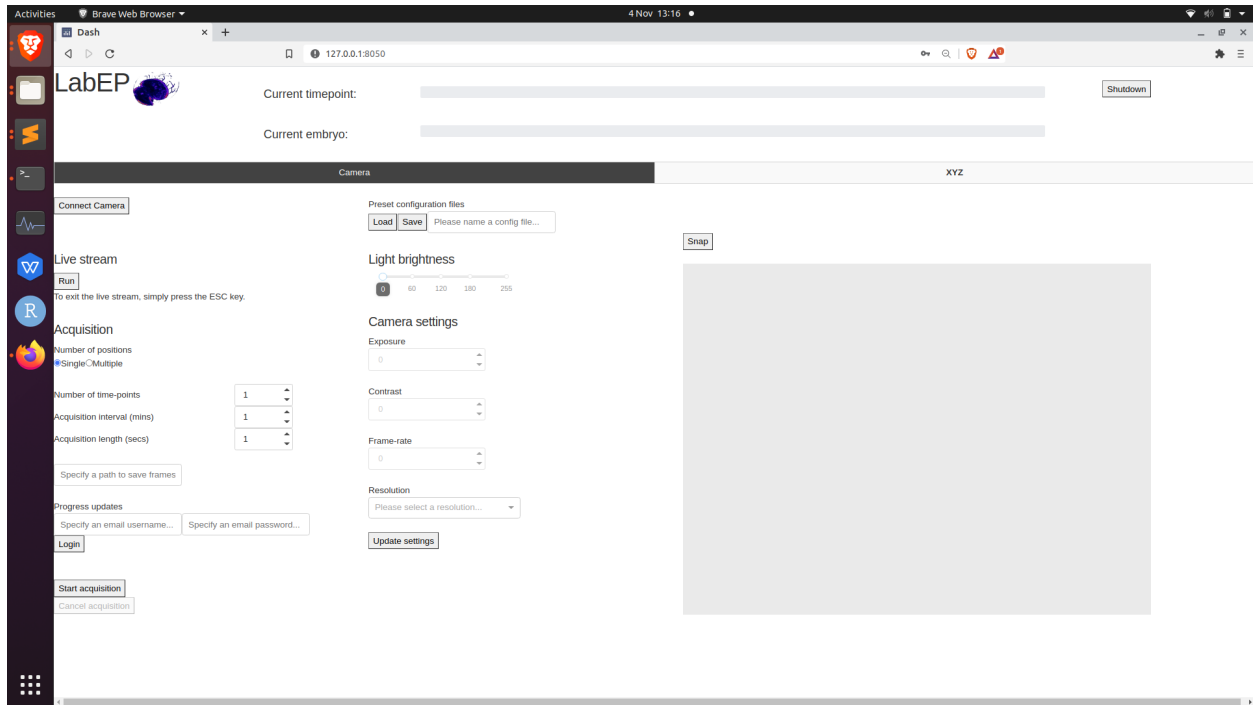 Activities Brave Web Browser 4 Nov 13:16
Dash
127.0.0.1:8050
LabEP
Current timepoint:
Shutdown
Current embryo:
Camera XYZ
Connect Camera
Preset configuration files
Load Save Please name a config file...
Snap
Live stream
Run
To exit the live stream, simply press the ESC key.
Light brightness
0 60 120 180 255
Acquisition
Number of positions
Single Multiple
Number of time-points 1
Acquisition interval (mins) 1
Acquisition length (secs) 1
Specify a path to save frames
Progress updates
Specify an email username... Specify an email password...
Login
Start acquisition
Cancel acquisition
Camera settings
Exposure
0
Contrast
0
Frame-rate
0
Resolution
Please select a resolution...
Update settings